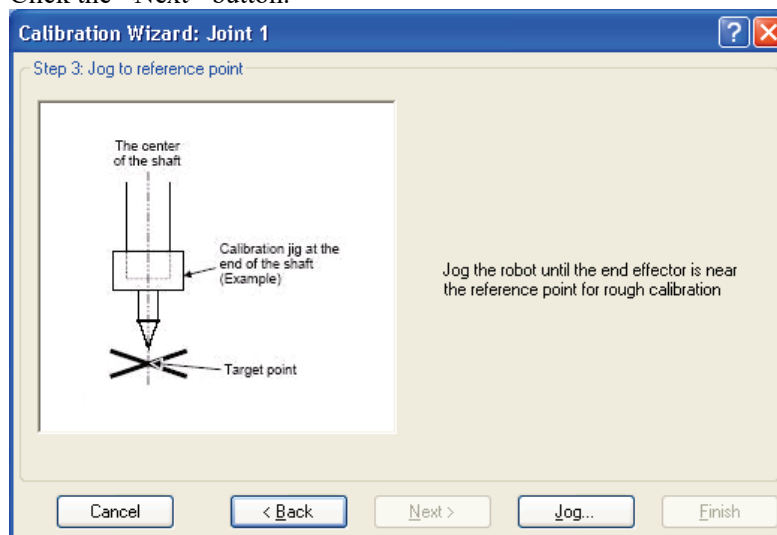 Click the "Next" button.
Calibration Wizard: Joint 1
Step 3: Jog to reference point
The center
of the shaft
Calibration jig at the
end of the shaft
(Example)
Target point
Jog the robot until the end effector is near
the reference point for rough calibration
Cancel
< Back
Next >
Jog...
Finish